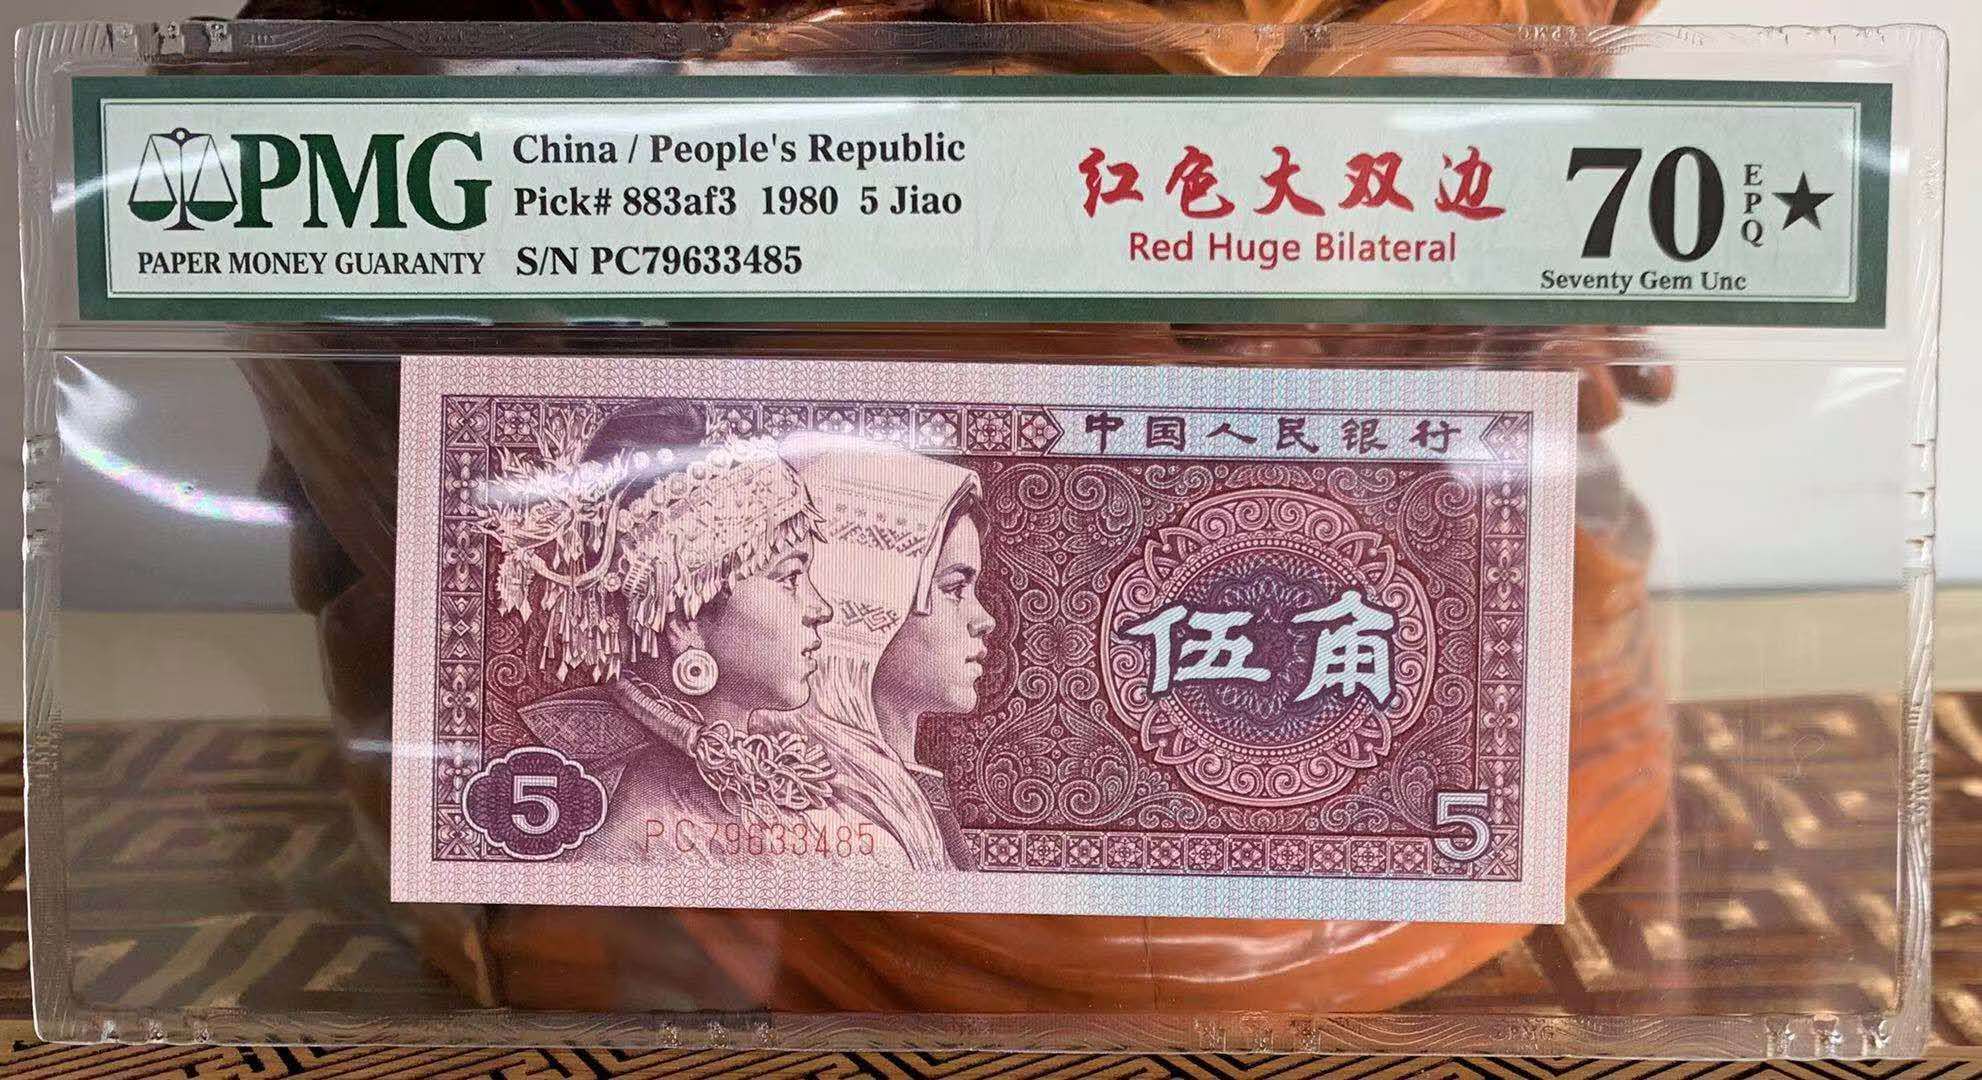 PMG
PAPER MONEY GUARANTY
China / People's Republic
Pick# 883af3 1980 5 Jiao
S/N PC79633485
红色大双边
Red Huge Bilateral
70 EPQ ★
Seventy Gem Unc
中国人民银行
伍角
5
5
PC79633485
PMG